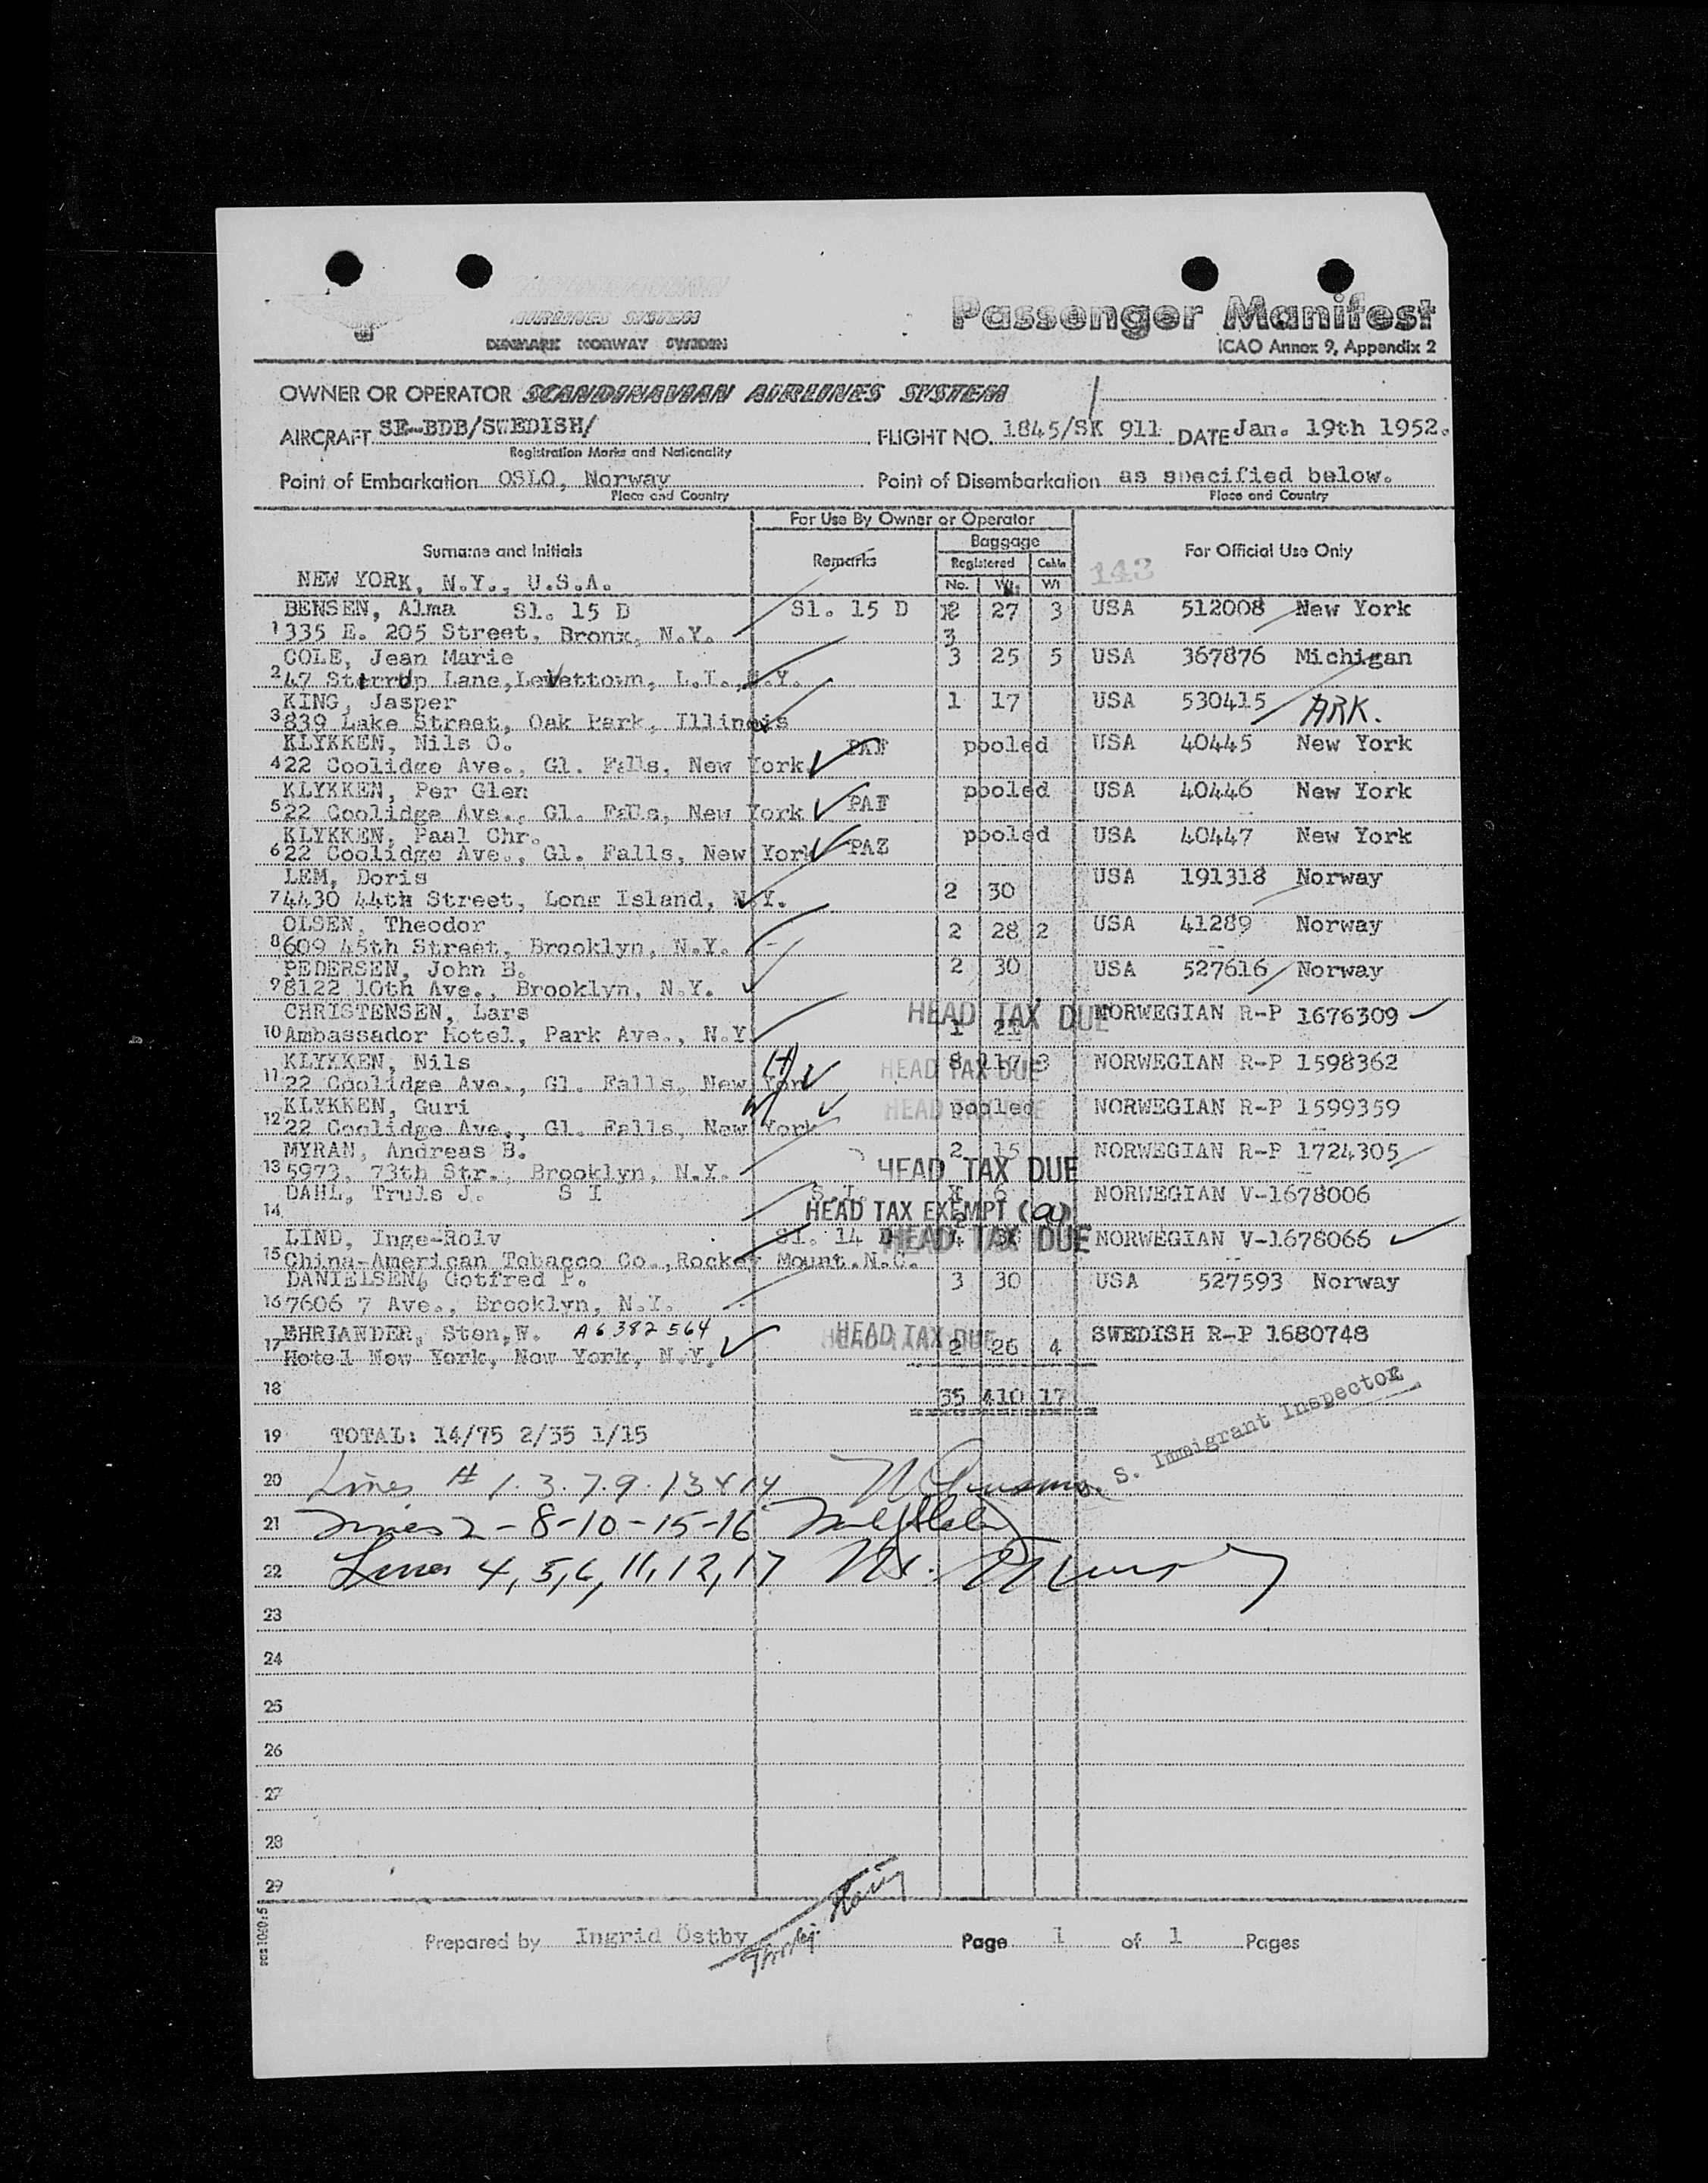 AIRLINES SYSTEM
DENMARK NORWAY SWEDEN
Passenger Manifest
ICAO Annex 9, Appendix 2
OWNER OR OPERATOR SCANDINAVIAN AIRLINES SYSTEM
AIRCRAFT SE-BDB/SWEDISH/ FLIGHT NO. 1845/SK 911 DATE Jan. 19th 1952.
Registration Marks and Nationality
Point of Embarkation OSLO, Norway Point of Disembarkation as specified below.
Place and Country Place and Country
For Use By Owner or Operator
Surname and Initials Remarks Baggage For Official Use Only
Registered Cabin
143
NEW YORK, N.Y., U.S.A. No. Wt. Wt
BENSEN, Alma Sl. 15 D Sl. 15 D 12 27 3 USA 512008 New York
1 335 E. 205 Street, Bronx, N.Y. 3
COLE, Jean Marie 3 25 5 USA 367876 Michigan
2 47 Stirrup Lane, Levettown, L.I., N.Y.
KING, Jasper 1 17 USA 530415 ARK.
3 839 Lake Street, Oak Park, Illinois
KLYKKEN, Nils O. PAF pooled USA 40445 New York
4 22 Coolidge Ave., Gl. Falls, New York
KLYKKEN, Per Glen pooled USA 40446 New York
5 22 Coolidge Ave., Gl. Falls, New York PAF
KLYKKEN, Paal Chr. pooled USA 40447 New York
6 22 Coolidge Ave., Gl. Falls, New York PAZ
LEM, Doris 2 30 USA 191318 Norway
7 4430 44th Street, Long Island, N.Y.
OLSEN, Theodor 2 28 2 USA 41289 Norway
8 609 45th Street, Brooklyn, N.Y.
PEDERSEN, John B. 2 30 USA 527616 Norway
9 8122 10th Ave., Brooklyn, N.Y.
CHRISTENSEN, Lars HEAD TAX DUE 1 NORWEGIAN R-P 1676309
10 Ambassador Hotel, Park Ave., N.Y.
KLYKKEN, Nils (H) HEAD TAX DUE 8 117 3 NORWEGIAN R-P 1598362
11 22 Coolidge Ave., Gl. Falls, New York
KLYKKEN, Guri W HEAD TAX DUE pooled NORWEGIAN R-P 1599359
12 22 Coolidge Ave., Gl. Falls, New York
MYRAN, Andreas B. 2 15 NORWEGIAN R-P 1724305
13 5973, 73th Str., Brooklyn, N.Y. HEAD TAX DUE
DAHL, Truls J. S I S.I. 6 NORWEGIAN V-1678006
14 HEAD TAX EXEMPT (a)
LIND, Inge-Rolv Sl. 14 D HEAD TAX DUE NORWEGIAN V-1678066
15 China-American Tobacco Co., Rockey Mount. N.C.
DANIELSEN, Gotfred P. 3 30 USA 527593 Norway
16 7606 7 Ave., Brooklyn, N.Y.
EHRIANDER, Sten, W. A6382564 HEAD TAX DUE 2 26 4 SWEDISH R-P 1680748
17 Hotel New York, New York, N.Y.
18 35 410 17
19 TOTAL: 14/75 2/35 1/15
20 Lines # 1.3.7.9.13 & 14 U. S. Immigrant Inspector
21 Lines 2-8-10-15-16
22 Lines 4, 5, 6, 11, 12, 17
23
24
25
26
27
28
29
Prepared by Ingrid Östby Page 1 of 1 Pages